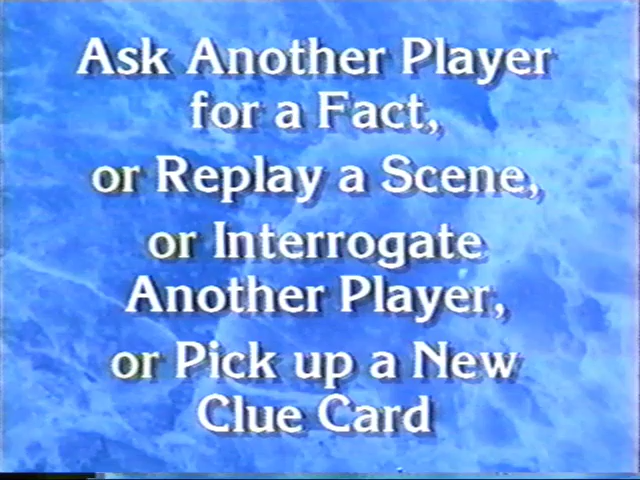 Ask Another Player
for a Fact,
or Replay a Scene,
or Interrogate
Another Player,
or Pick up a New
Clue Card